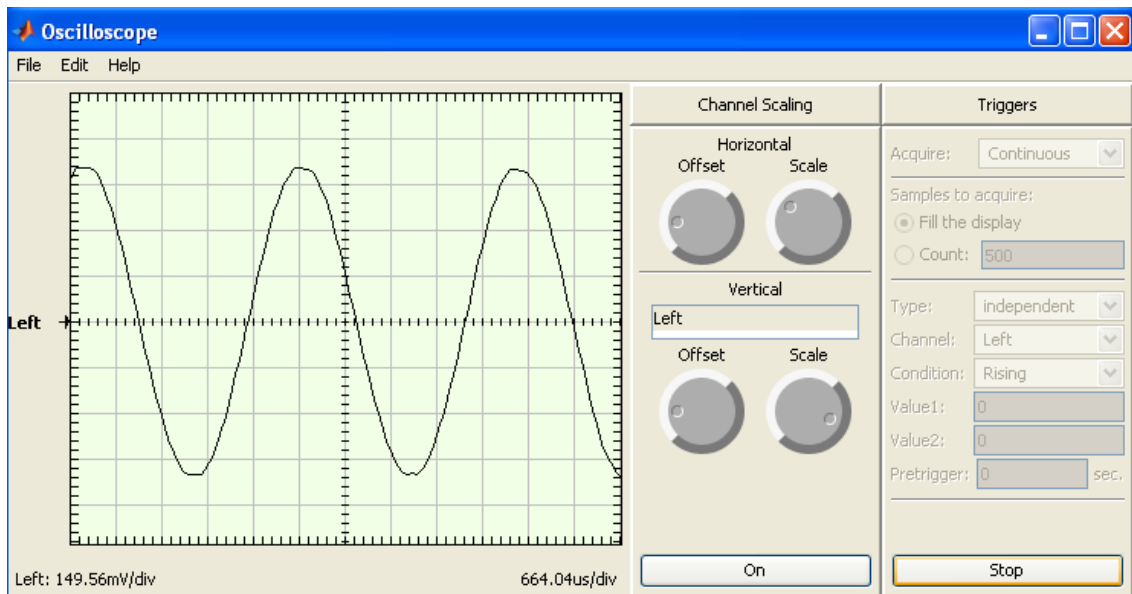 Oscilloscope
File Edit Help
Channel Scaling
Triggers
Horizontal
Offset Scale
Vertical
Left
Offset Scale
On
Acquire: Continuous
Samples to acquire:
Fill the display
Count: 500
Type: independent
Channel: Left
Condition: Rising
Value1: 0
Value2: 0
Pretrigger: 0 sec.
Stop
Left
Left: 149.56mV/div
664.04us/div